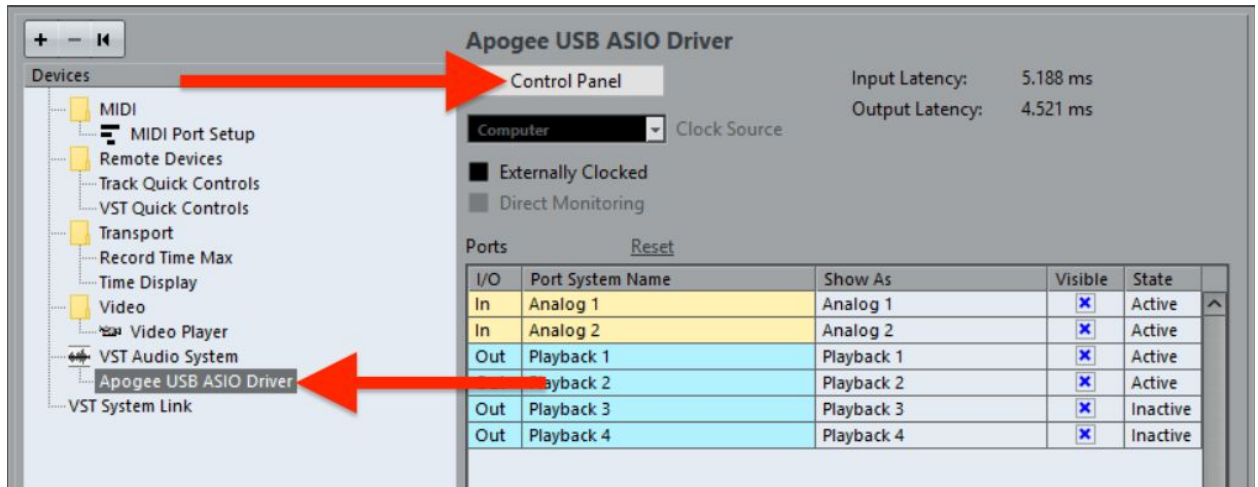 + – I◀
Devices
MIDI
MIDI Port Setup
Remote Devices
Track Quick Controls
VST Quick Controls
Transport
Record Time Max
Time Display
Video
Video Player
VST Audio System
Apogee USB ASIO Driver
VST System Link
Apogee USB ASIO Driver
Control Panel
Input Latency: 5.188 ms
Output Latency: 4.521 ms
Computer Clock Source
Externally Clocked
Direct Monitoring
Ports Reset
I/O Port System Name Show As Visible State
In Analog 1 Analog 1 Active
In Analog 2 Analog 2 Active
Out Playback 1 Playback 1 Active
2 Playback 2 Active
Out Playback 3 Playback 3 Inactive
Out Playback 4 Playback 4 Inactive